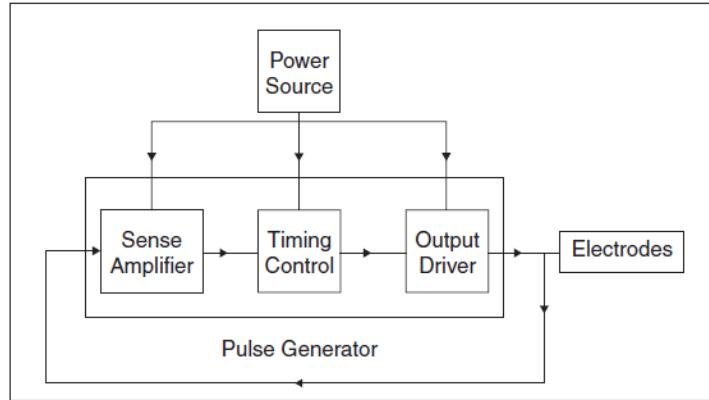 Power
Source
Sense
Amplifier
Timing
Control
Output
Driver
Electrodes
Pulse Generator